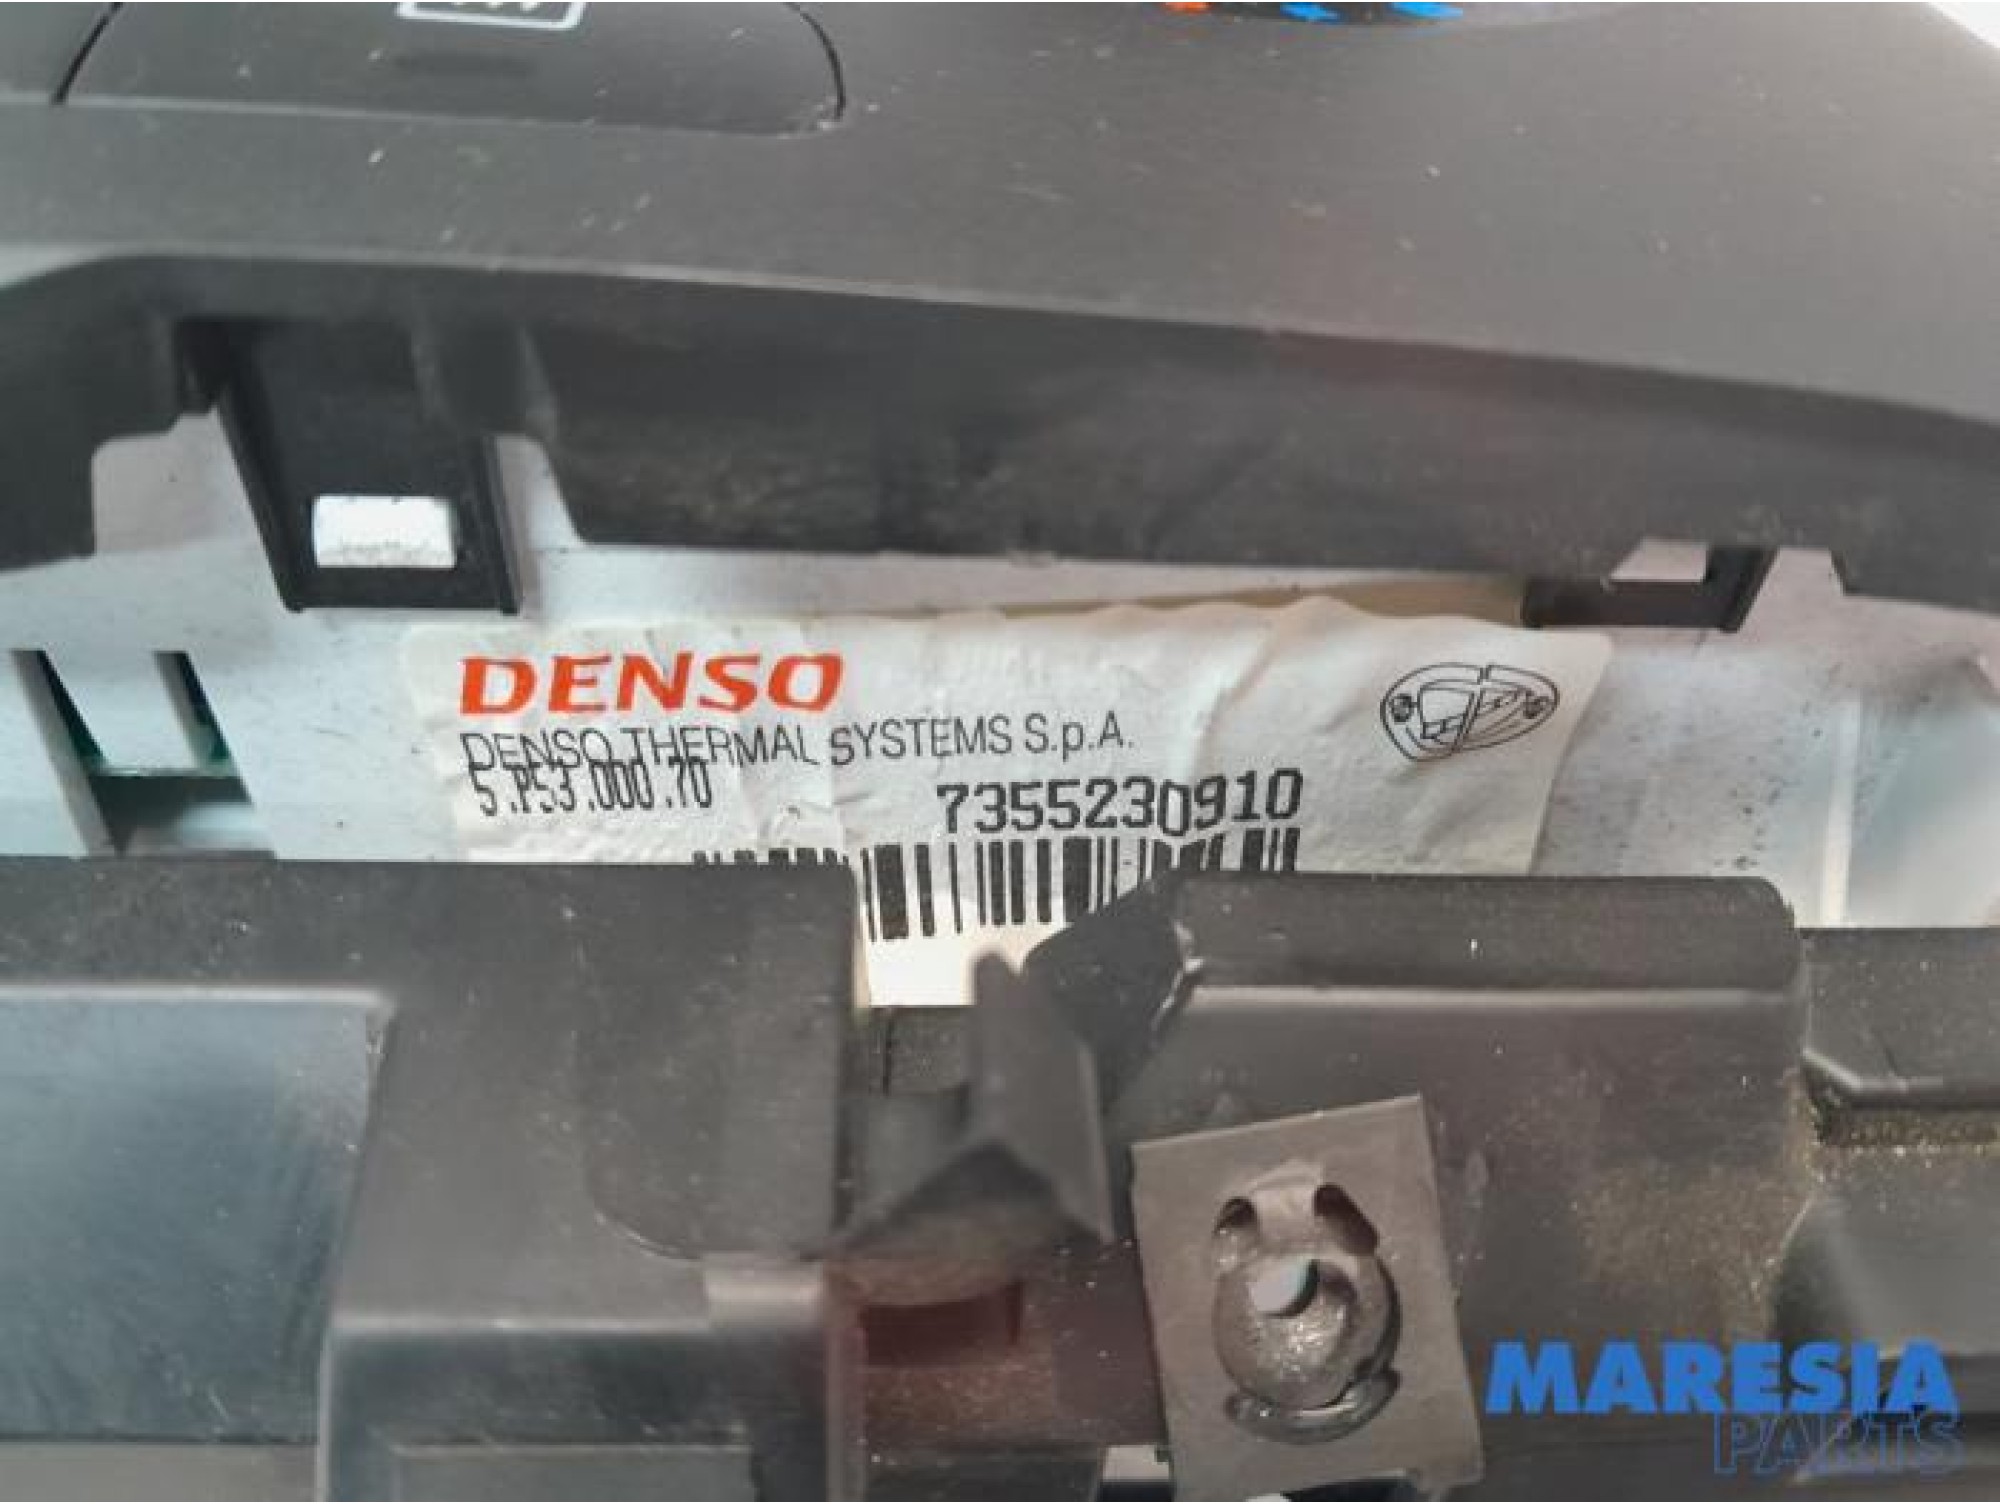 DENSO
DENSO THERMAL SYSTEMS S.p.A.
5.P53.000.70
7355230910
MARESIA
PARTS